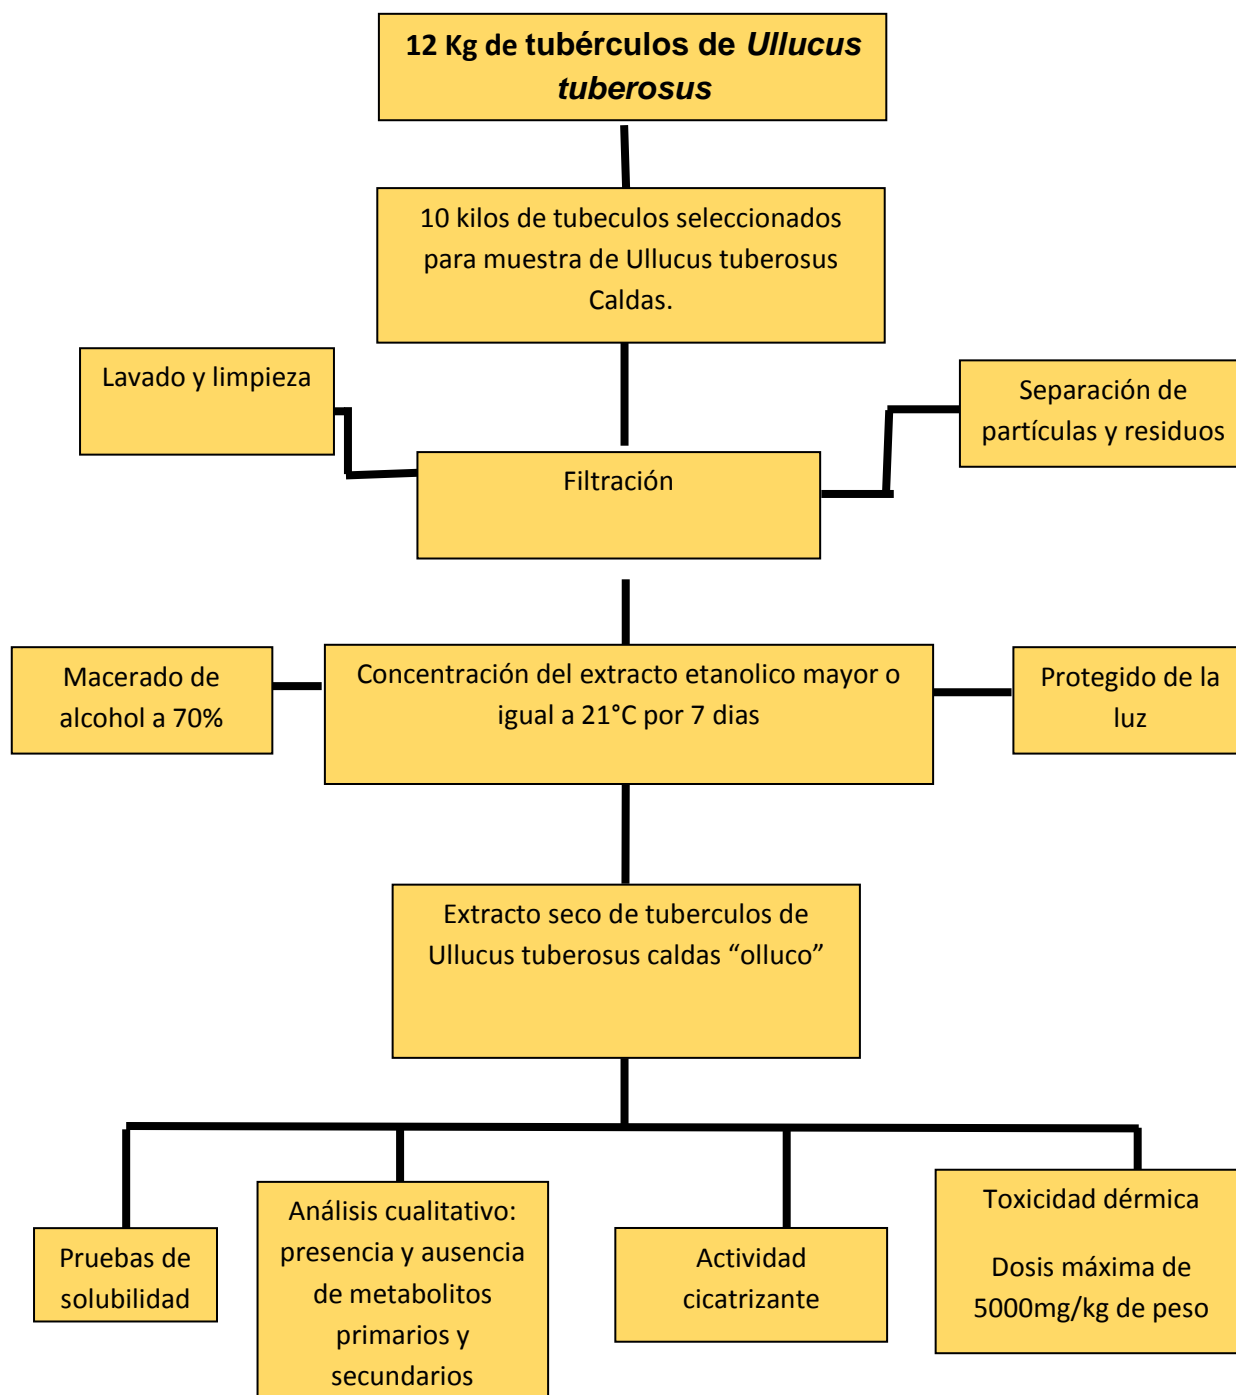 12 Kg de tubérculos de Ullucus
tuberosus
10 kilos de tubeculos seleccionados
para muestra de Ullucus tuberosus
Caldas.
Lavado y limpieza
Separación de
partículas y residuos
Filtración
Macerado de
alcohol a 70%
Concentración del extracto etanolico mayor o
igual a 21°C por 7 dias
Protegido de la
luz
Extracto seco de tuberculos de
Ullucus tuberosus caldas “olluco”
Pruebas de
solubilidad
Análisis cualitativo:
presencia y ausencia
de metabolitos
primarios y
secundarios
Actividad
cicatrizante
Toxicidad dérmica
Dosis máxima de
5000mg/kg de peso